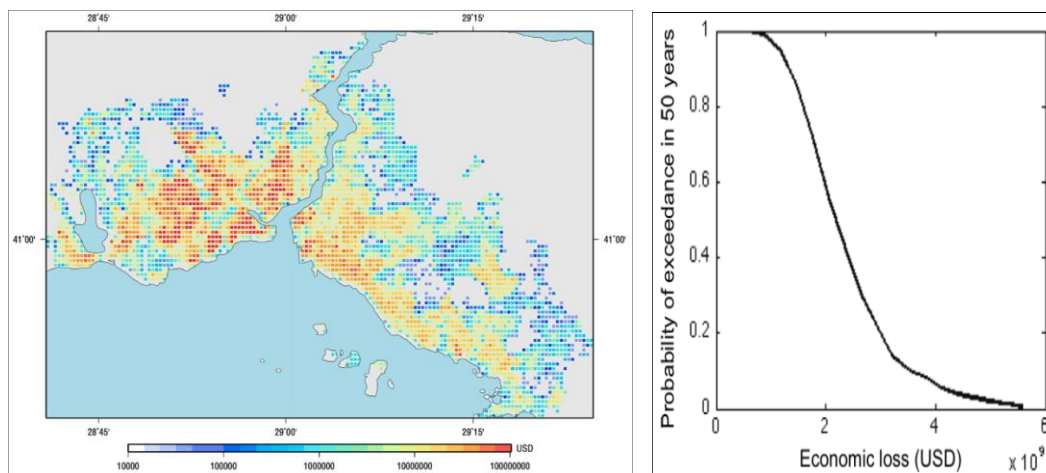 28°45' 29°00' 29°15'
41°00' 41°00'
28°45' 29°00' 29°15'
USD
10000 100000 1000000 10000000 100000000
Probability of exceedance in 50 years
1
0.8
0.6
0.4
0.2
0
0 2 4 6
Economic loss (USD) x 10⁹